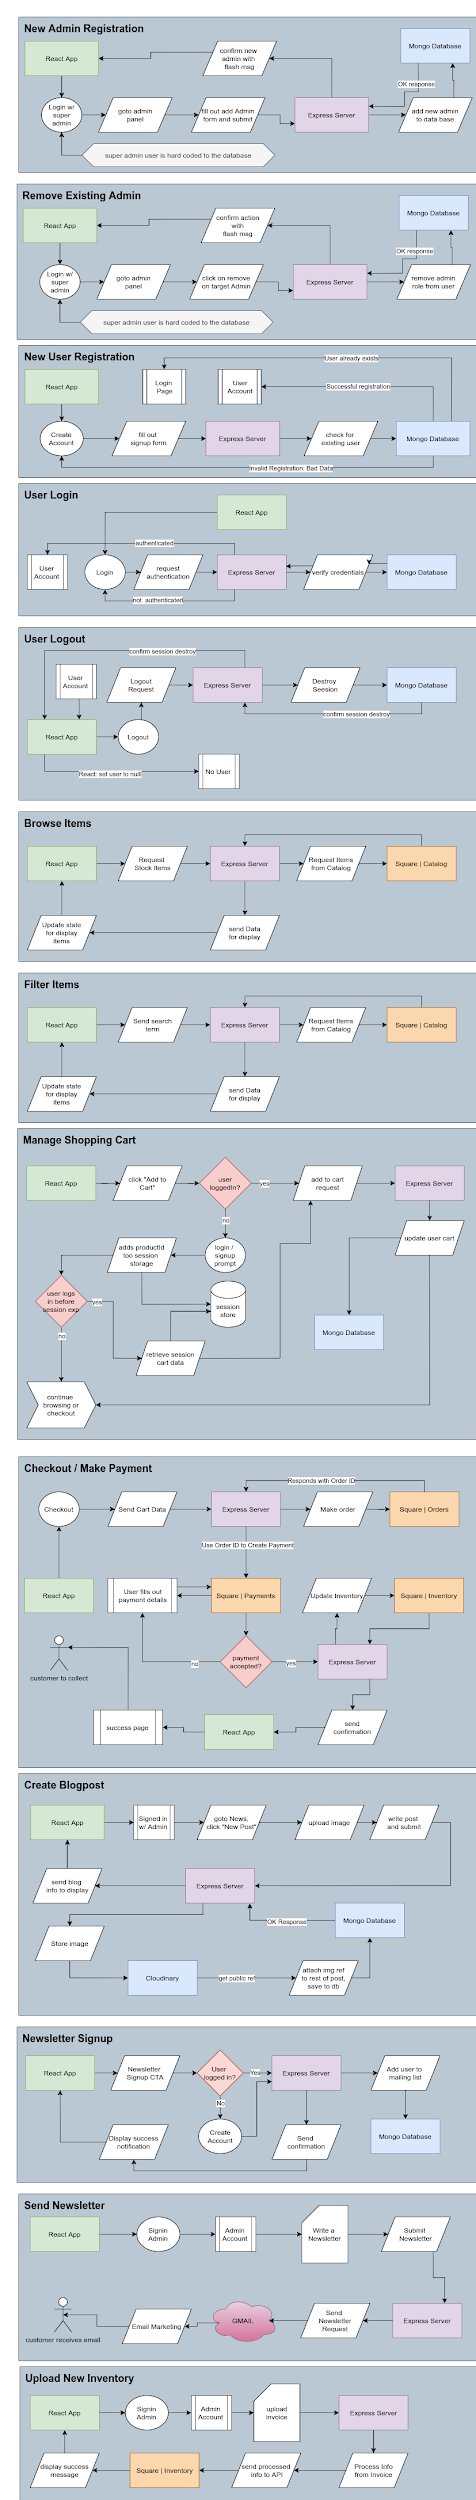 New Admin Registration
React App
confirm new
admin with
flash msg
Mongo Database
OK response
Login w/
super
admin
goto admin
panel
fill out add Admin
form and submit
Express Server
add new admin
to data base
super admin user is hard coded to the database
Remove Existing Admin
React App
confirm action
with
flash mag
Mongo Database
OK response
Login w/
super
admin
goto admin
panel
click on remove
on target Admin
Express Server
remove admin
role from user
super admin user is hard coded to the database
New User Registration
User already exists
React App
Login
Page
User
Account
Successful registration
Create
Account
fill out
signup form
Express Server
check for
existing user
Mongo Database
Invalid Registration: Bad Data
User Login
React App
authenticated
User
Account
Login
request
authentication
Express Server
verify credentials
Mongo Database
not authenticated
User Logout
confirm session destroy
User
Account
Logout
Request
Express Server
Destroy
Seesion
Mongo Database
confirm session destroy
React App
Logout
React: set user to null!
No User
Browse Items
React App
Request
Stock Items
Express Server
Request Items
from Catalog
Square | Catalog
Update state
for display
Items
send Data
for display
Filter Items
React App
Send search
term
Express Server
Request Items
from Catalog
Square | Catalog
Update state
for display
Items
send Data
for display
Manage Shopping Cart
React App
click "Add to
Cart"
user
loggedin?
yes
add to cart
request
Express Server
no
update user cart
adds productId
too session
storage
login /
signup
prompt
user logs
in before
session exp
yes
session
store
Mongo Database
no
retrieve session
cart data
continue
browsing or
checkout
Checkout / Make Payment
Responds with Order ID
Checkout
Send Cart Data
Express Server
Make order
Square | Orders
Use Order ID to Create Payment
React App
User fills out
payment details
Square | Payments
Update Inventory
Square | Inventory
no
payment
accepted?
yes
Express Server
customer to collect
success page
React App
send
confirmation
Create Blogpost
React App
Signed in
w/ Admin
goto News,
click "New Post"
upload image
write post
and submit
send blog
info to display
Express Server
OK Response
Mongo Database
Store image
Cloudinary
get public ref
attach img ref
to rest of post,
save to db
Newsletter Signup
React App
Newsletter
Signup CTA
User
logged in?
Yes
Express Server
Add user to
mailing list
No
Display success
notification
Create
Account
Send
confirmation
Mongo Database
Send Newsletter
React App
Signin
Admin
Admin
Account
Write a
Newsletter
Submit
Newsletter
customer receives email
Email Marketing
GMAIL
Send
Newsletter
Request
Express Server
Upload New Inventory
React App
Signin
Admin
Admin
Account
upload
invoice
Express Server
display success
message
Square | Inventory
send processed
info to API
Process Info
from Invoice